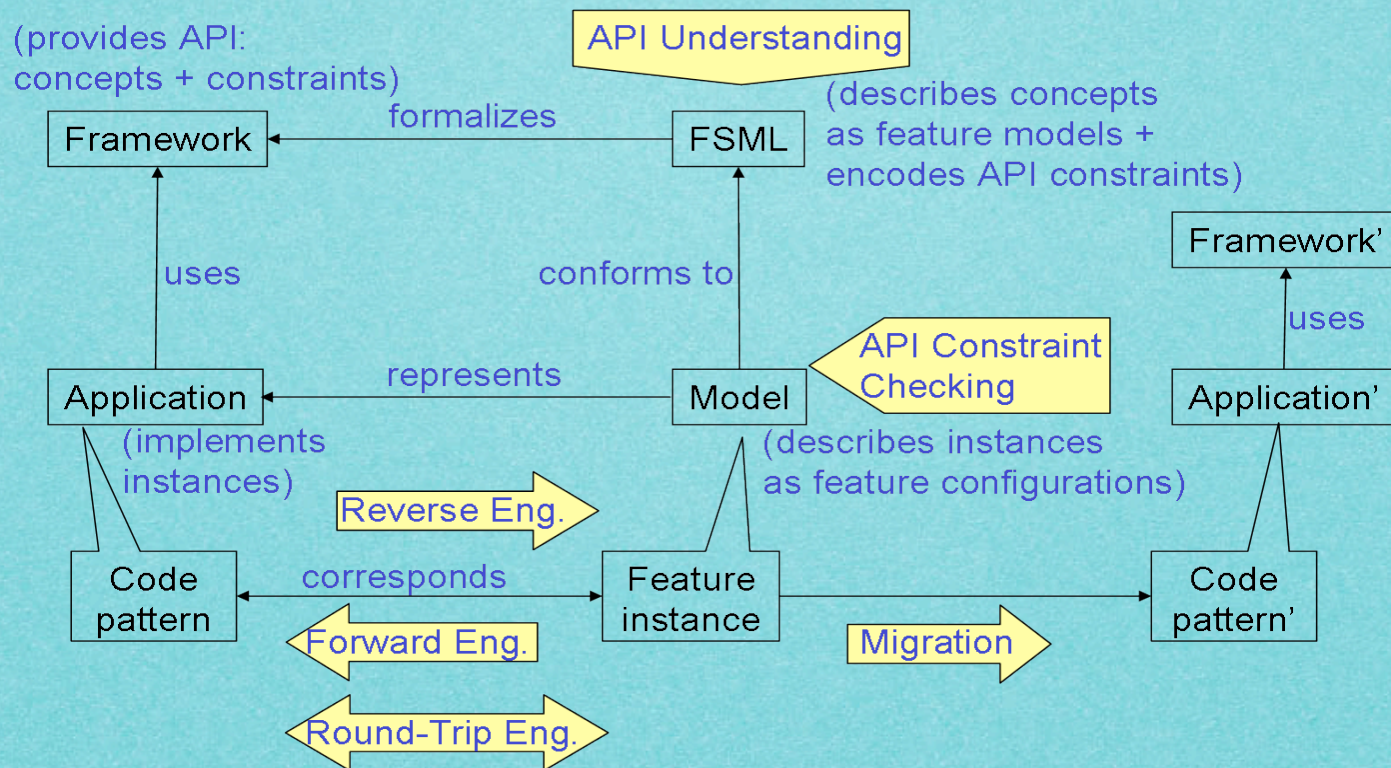 (provides API:
concepts + constraints)
API Understanding
formalizes
Framework
FSML
(describes concepts
as feature models +
encodes API constraints)
Framework’
uses
conforms to
uses
API Constraint
Checking
represents
Application
Model
Application’
(implements
instances)
(describes instances
as feature configurations)
Reverse Eng.
Code
pattern
corresponds
Feature
instance
Code
pattern’
Forward Eng.
Migration
Round-Trip Eng.